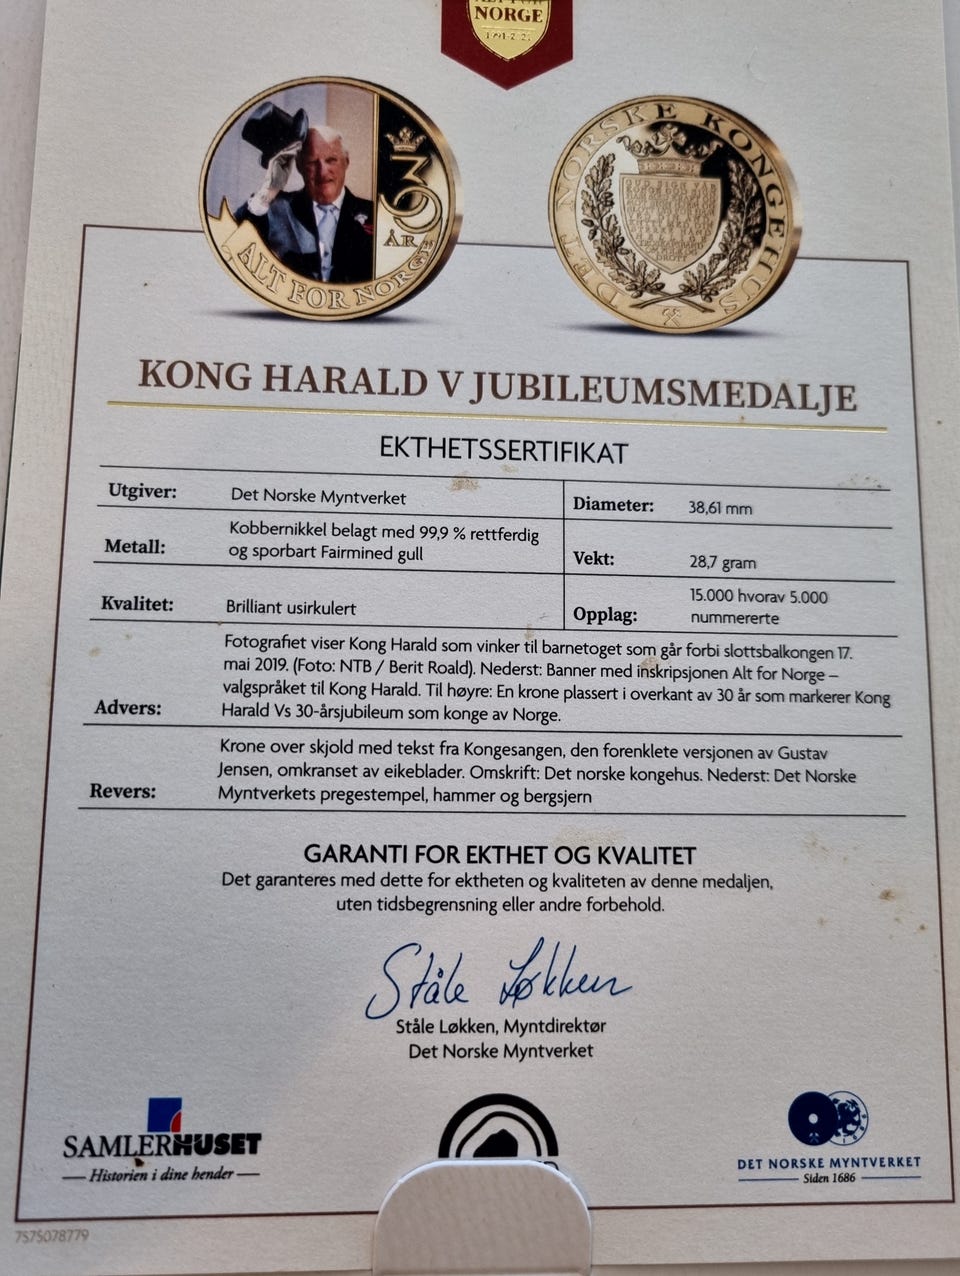 ALT FOR
NORGE
1991-2021
30
ÅR
ALT FOR NORGE
DET NORSKE KONGEHUS
DROTT
KONG HARALD V JUBILEUMSMEDALJE
EKTHETSSERTIFIKAT
Utgiver: Det Norske Myntverket
Diameter: 38,61 mm
Metall: Kobbernikkel belagt med 99,9 % rettferdig
og sporbart Fairmined gull
Vekt: 28,7 gram
Kvalitet: Brilliant usirkulert
Opplag: 15.000 hvorav 5.000
nummererte
Advers: Fotografiet viser Kong Harald som vinker til barnetoget som går forbi slottsbalkongen 17.
mai 2019. (Foto: NTB / Berit Roald). Nederst: Banner med inskripsjonen Alt for Norge –
valgspråket til Kong Harald. Til høyre: En krone plassert i overkant av 30 år som markerer Kong
Harald Vs 30-årsjubileum som konge av Norge.
Revers: Krone over skjold med tekst fra Kongesangen, den forenklete versjonen av Gustav
Jensen, omkranset av eikeblader. Omskrift: Det norske kongehus. Nederst: Det Norske
Myntverkets pregestempel, hammer og bergsjern
GARANTI FOR EKTHET OG KVALITET
Det garanteres med dette for ektheten og kvaliteten av denne medaljen,
uten tidsbegrensning eller andre forbehold.
Ståle Løkken
Ståle Løkken, Myntdirektør
Det Norske Myntverket
SAMLERHUSET
Historien i dine hender
DET NORSKE MYNTVERKET
Siden 1686
7575078779